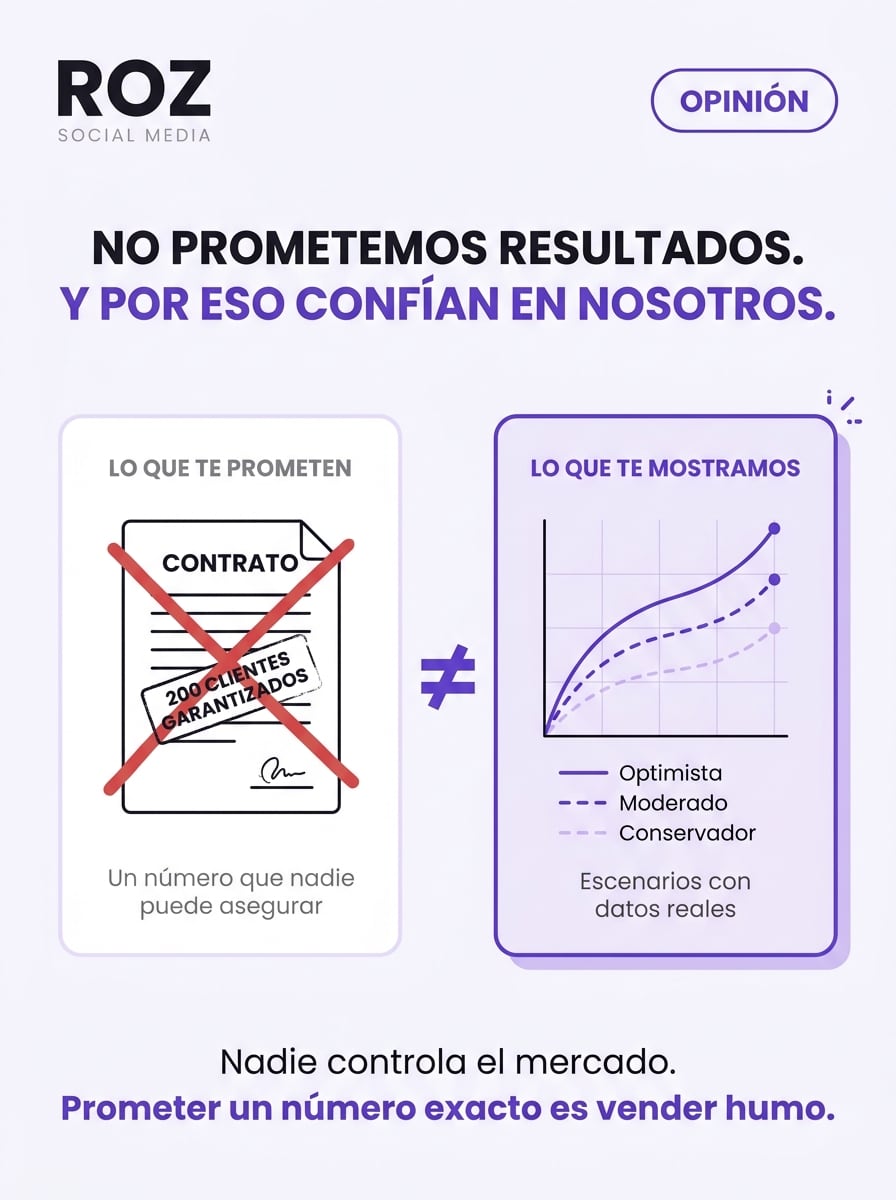 ROZ
SOCIAL MEDIA
OPINIÓN
NO PROMETEMOS RESULTADOS.
Y POR ESO CONFÍAN EN NOSOTROS.
LO QUE TE PROMETEN
CONTRATO
200 CLIENTES
GARANTIZADOS
Un número que nadie
puede asegurar
≠
LO QUE TE MOSTRAMOS
Optimista
Moderado
Conservador
Escenarios con
datos reales
Nadie controla el mercado.
Prometer un número exacto es vender humo.